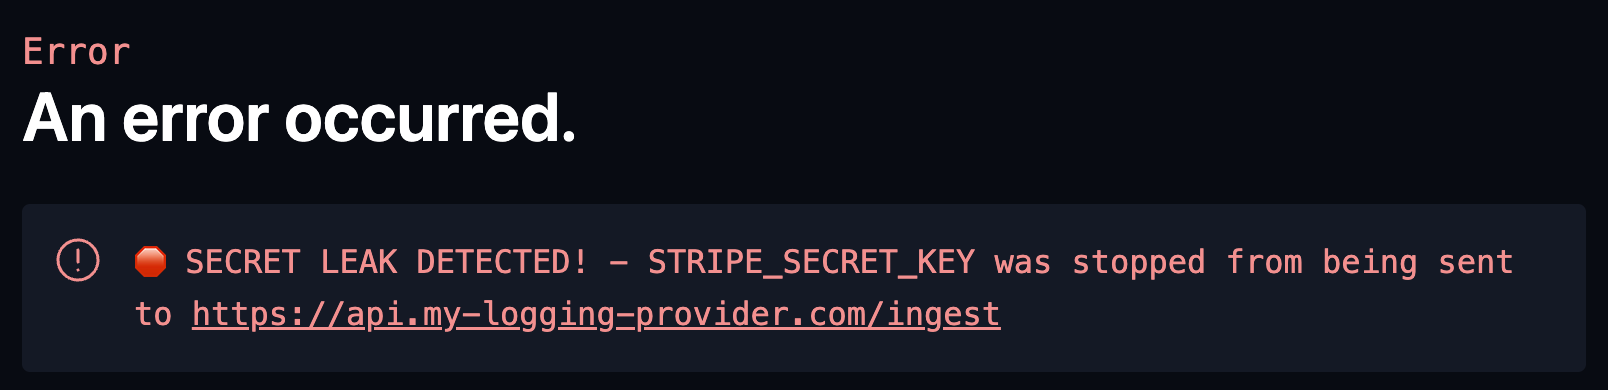 Error
An error occurred.
🛑 SECRET LEAK DETECTED! – STRIPE_SECRET_KEY was stopped from being sent
to https://api.my-logging-provider.com/ingest